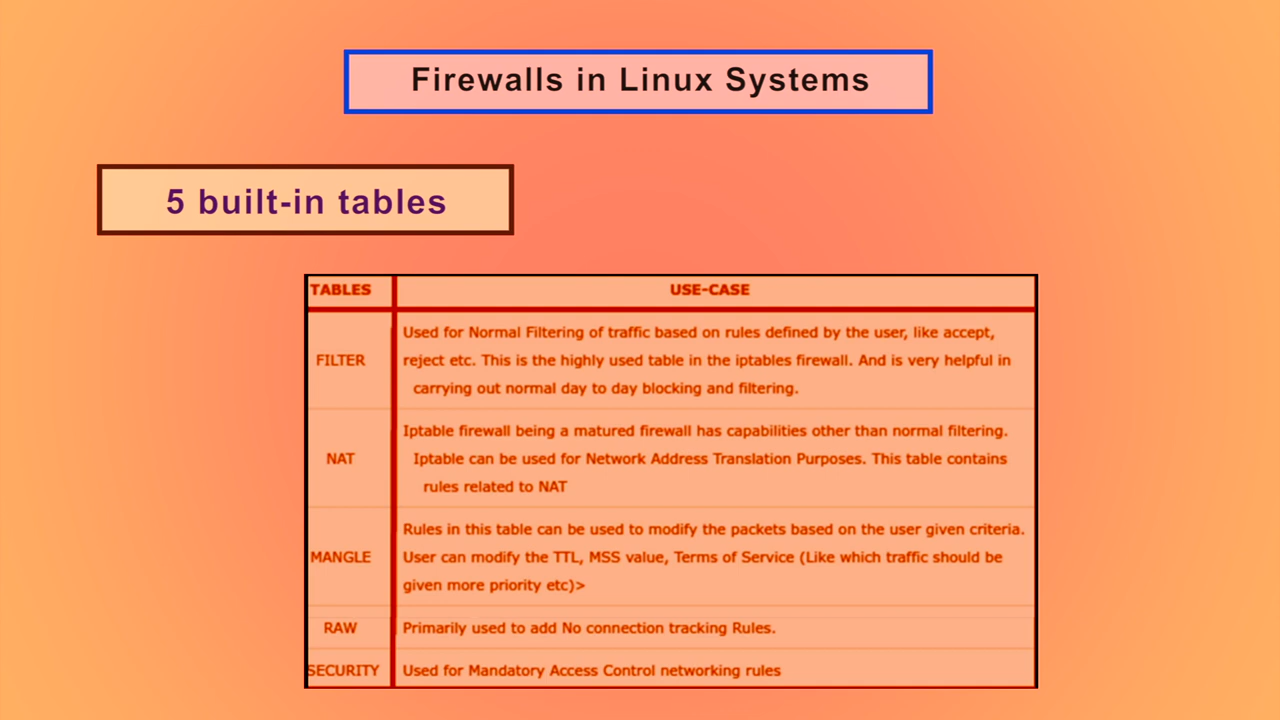 Firewalls in Linux Systems
5 built-in tables
TABLES USE-CASE
FILTER
Used for Normal Filtering of traffic based on rules defined by the user, like accept,
reject etc. This is the highly used table in the iptables firewall. And is very helpful in
carrying out normal day to day blocking and filtering.
NAT
Iptable firewall being a matured firewall has capabilities other than normal filtering.
Iptable can be used for Network Address Translation Purposes. This table contains
rules related to NAT
MANGLE
Rules in this table can be used to modify the packets based on the user given criteria.
User can modify the TTL, MSS value, Terms of Service (Like which traffic should be
given more priority etc)>
RAW Primarily used to add No connection tracking Rules.
SECURITY Used for Mandatory Access Control networking rules